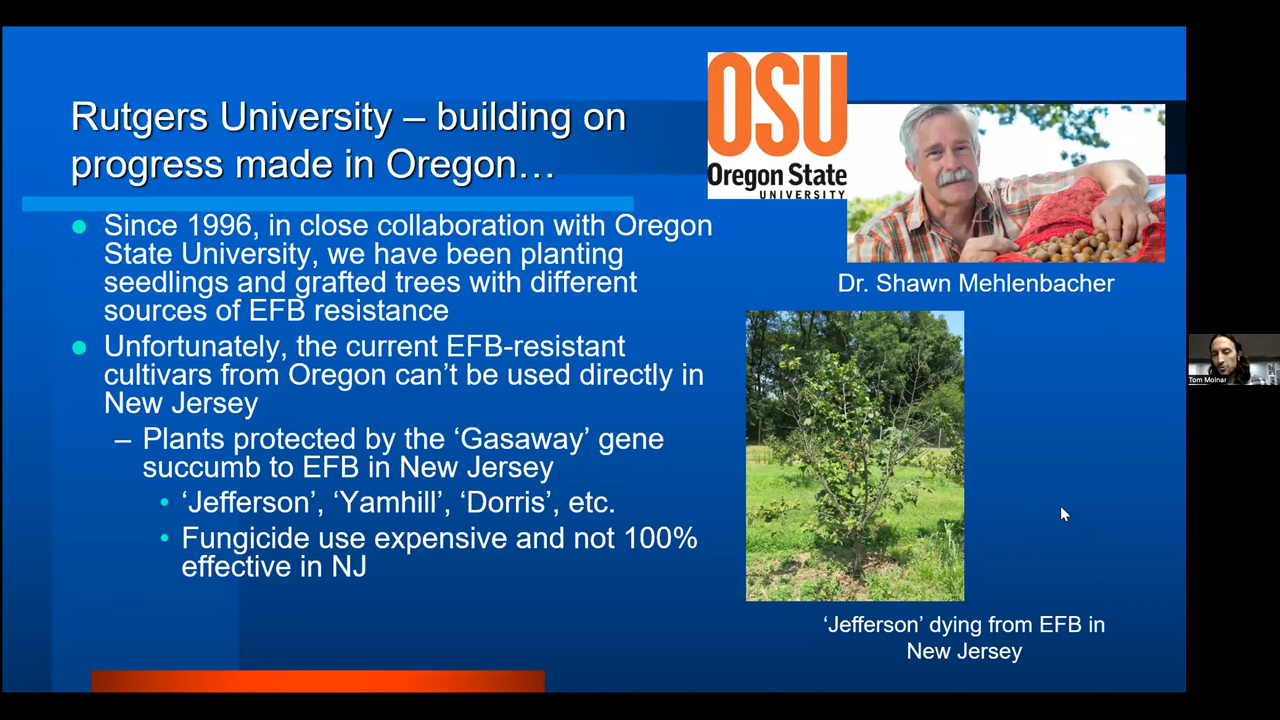 Rutgers University – building on
progress made in Oregon…
Since 1996, in close collaboration with Oregon
State University, we have been planting
seedlings and grafted trees with different
sources of EFB resistance
Unfortunately, the current EFB-resistant
cultivars from Oregon can’t be used directly in
New Jersey
– Plants protected by the ‘Gasaway’ gene
succumb to EFB in New Jersey
‘Jefferson’, ‘Yamhill’, ‘Dorris’, etc.
Fungicide use expensive and not 100%
effective in NJ
OSU
Oregon State
UNIVERSITY
Dr. Shawn Mehlenbacher
‘Jefferson’ dying from EFB in
New Jersey
Tom Molnar